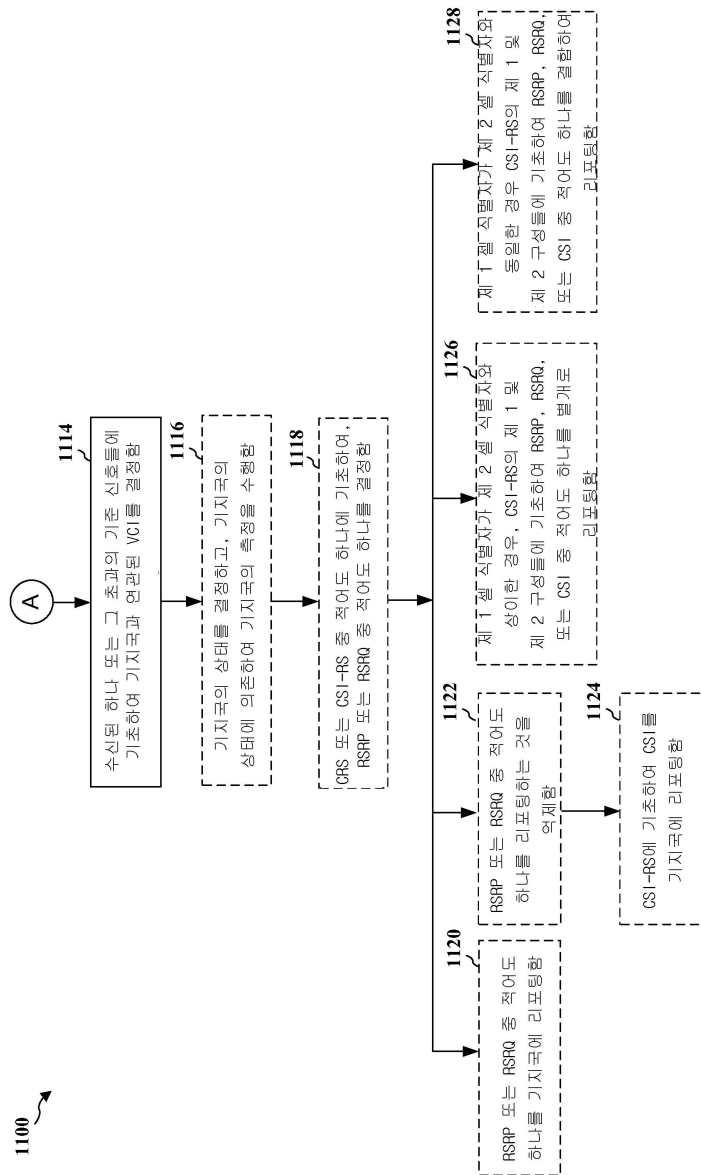 1100
A
1114
수신된 하나 또는 그 초과의 기준 신호들에
기초하여 기지국과 연관된 VCI를 결정함
1116
기지국의 상태를 결정하고, 기지국의
상태에 의존하여 기지국의 측정을 수행함
1118
CRS 또는 CSI-RS 중 적어도 하나에 기초하여,
RSRP 또는 RSRQ 중 적어도 하나를 결정함
1120
RSRP 또는 RSRQ 중 적어도
하나를 기지국에 리포팅함
1122
RSRP 또는 RSRQ 중 적어도
하나를 리포팅하는 것을
억제함
1124
CSI-RS에 기초하여 CSI를
기지국에 리포팅함
1126
제 1 셀 식별자가 제 2 셀 식별자와
상이한 경우, CSI-RS의 제 1 및
제 2 구성들에 기초하여 RSRP, RSRQ,
또는 CSI 중 적어도 하나를 별개로
리포팅함
1128
제 1 셀 식별자가 제 2 셀 식별자와
동일한 경우 CSI-RS의 제 1 및
제 2 구성들에 기초하여 RSRP, RSRQ,
또는 CSI 중 적어도 하나를 결합하여
리포팅함